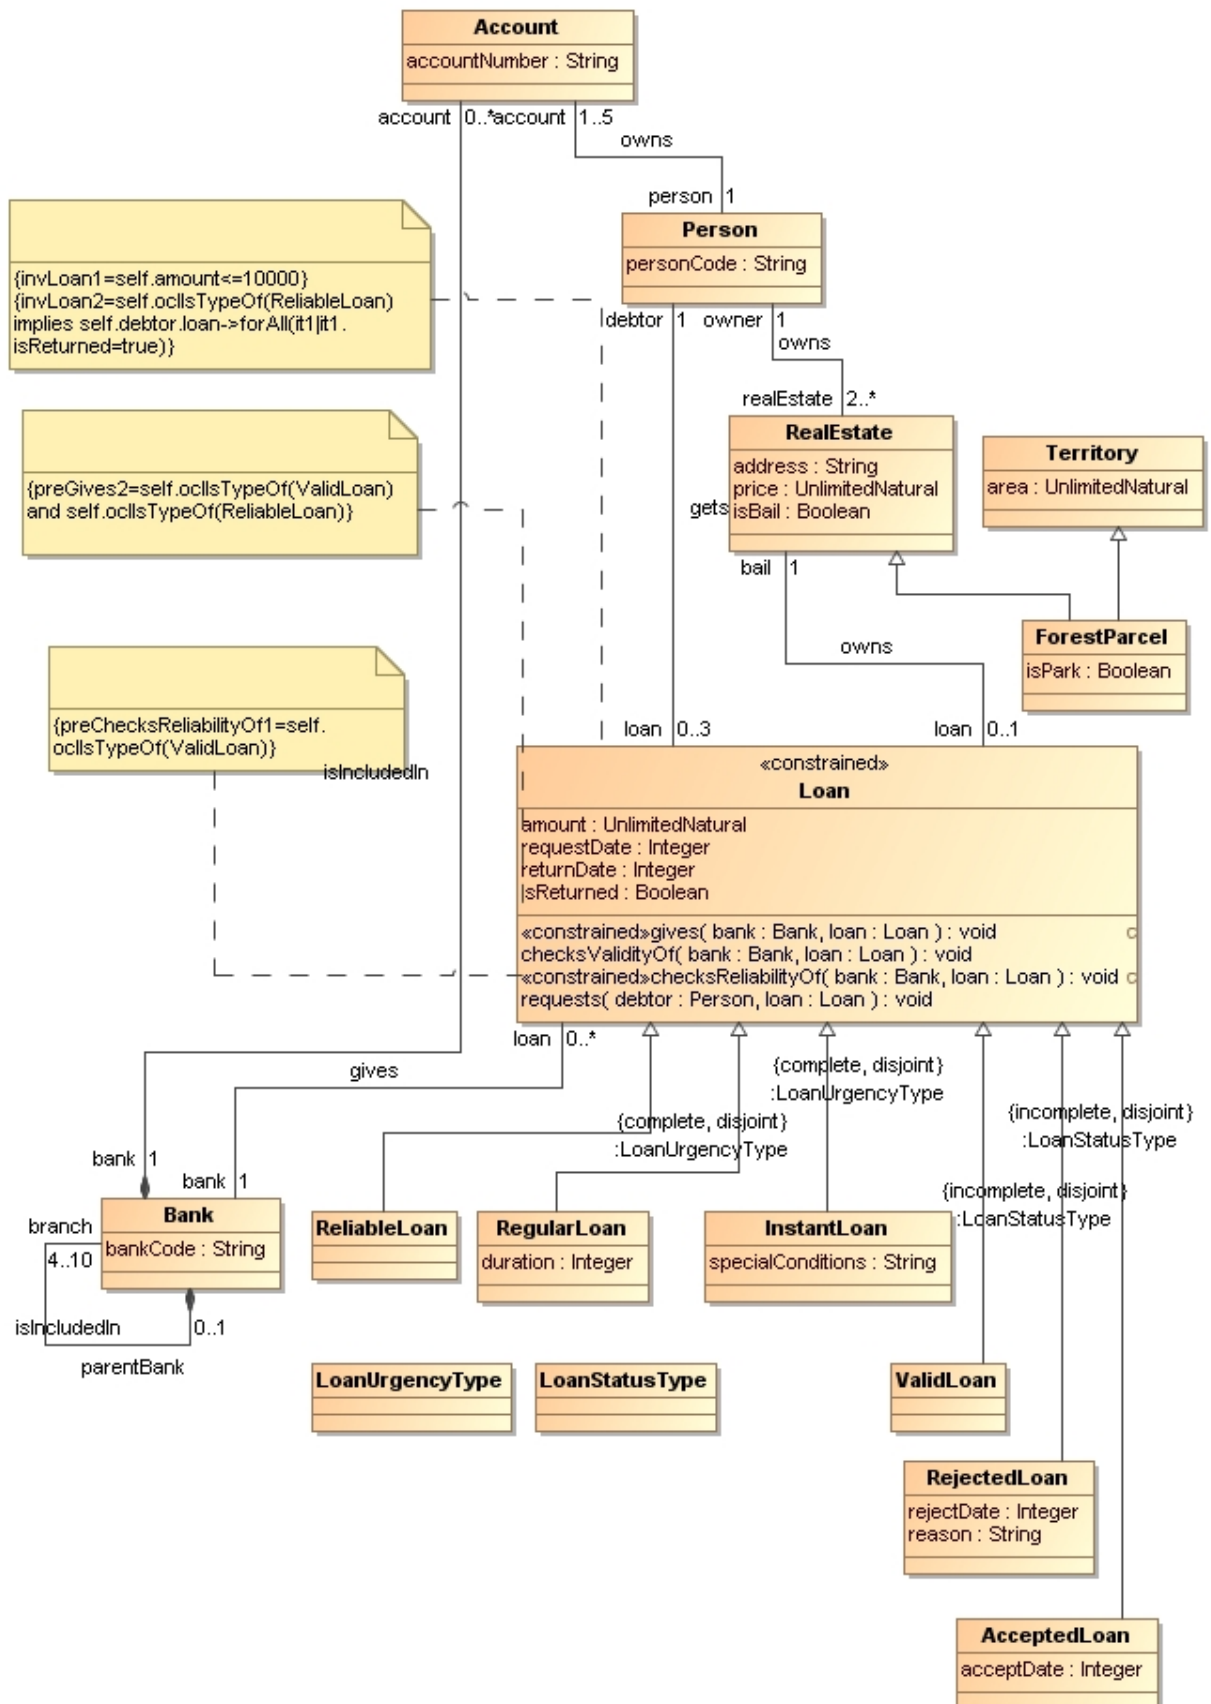 Account
accountNumber : String
account 0..*
account 1..5
owns
person 1
Person
personCode : String
{invLoan1=self.amount<=10000}
{invLoan2=self.oclIsTypeOf(ReliableLoan)
implies self.debtor.loan->forAll(it1|it1.
isReturned=true)}
debtor 1
owner 1
owns
realEstate 2..*
RealEstate
address : String
price : UnlimitedNatural
isBail : Boolean
Territory
area : UnlimitedNatural
{preGives2=self.oclIsTypeOf(ValidLoan)
and self.oclIsTypeOf(ReliableLoan)}
gets
bail 1
ForestParcel
isPark : Boolean
owns
{preChecksReliabilityOf1=self.
oclIsTypeOf(ValidLoan)}
isIncludedIn
loan 0..3
loan 0..1
«constrained»
Loan
amount : UnlimitedNatural
requestDate : Integer
returnDate : Integer
isReturned : Boolean
«constrained»gives( bank : Bank, loan : Loan ) : void
checksValidityOf( bank : Bank, loan : Loan ) : void
«constrained»checksReliabilityOf( bank : Bank, loan : Loan ) : void
requests( debtor : Person, loan : Loan ) : void
loan 0..*
gives
{complete, disjoint}
:LoanUrgencyType
{complete, disjoint}
:LoanUrgencyType
{incomplete, disjoint}
:LoanStatusType
{incomplete, disjoint}
:LoanStatusType
bank 1
bank 1
Bank
bankCode : String
branch
4..10
isIncludedIn
0..1
parentBank
ReliableLoan
RegularLoan
duration : Integer
InstantLoan
specialConditions : String
LoanUrgencyType
LoanStatusType
ValidLoan
RejectedLoan
rejectDate : Integer
reason : String
AcceptedLoan
acceptDate : Integer